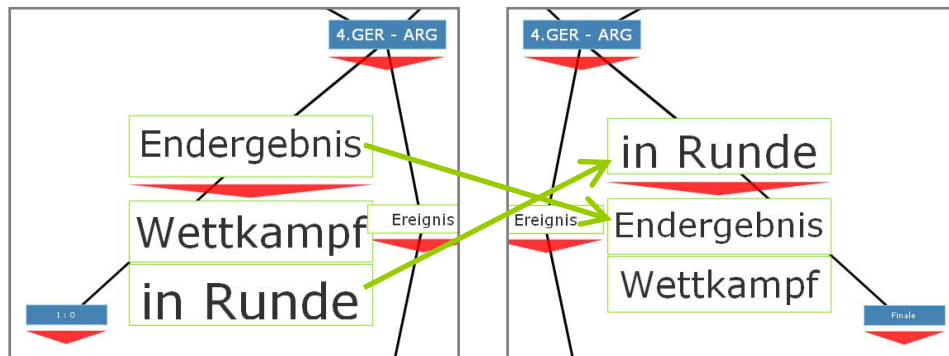 4.GER - ARG
Endergebnis
Wettkampf
Ereignis
in Runde
1 : 0
4.GER - ARG
in Runde
Ereignis
Endergebnis
Wettkampf
Finale